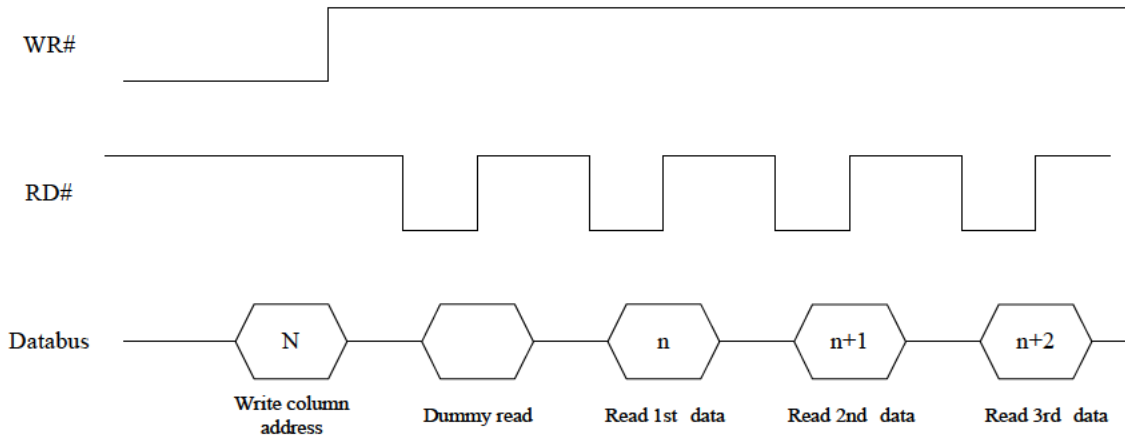 WR#
RD#
Databus
N
n
n+1
n+2
Write column
address
Dummy read
Read 1st data
Read 2nd data
Read 3rd data